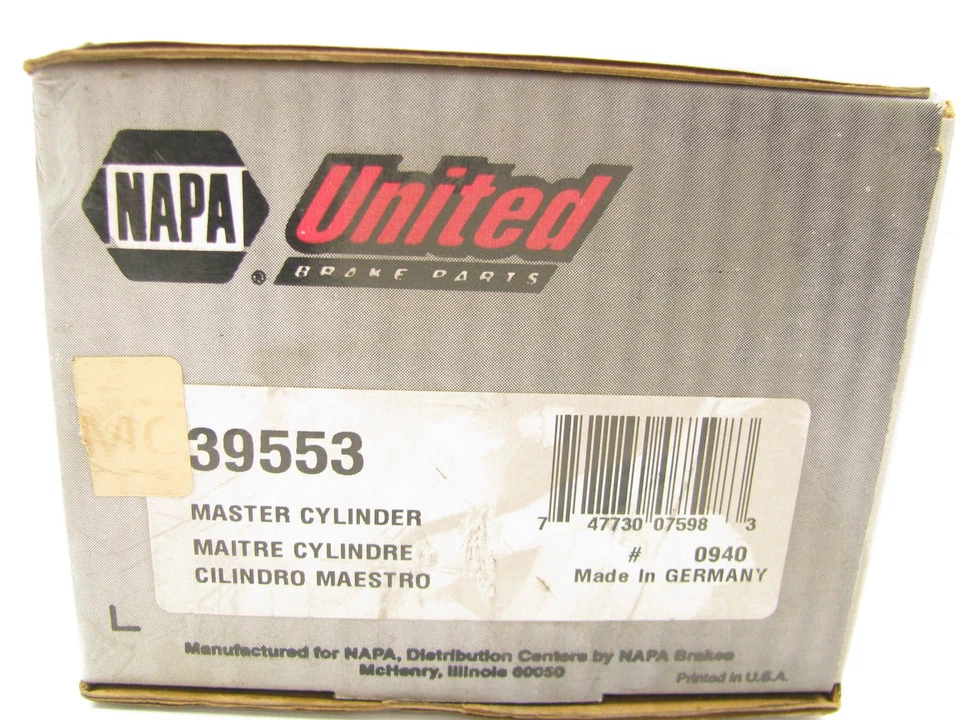 NAPA
®
United
BRAKE PARTS
MC
39553
MASTER CYLINDER
MAITRE CYLINDRE
CILINDRO MAESTRO
7 47730 07598 3
# 0940
Made In GERMANY
L
Manufactured for NAPA, Distribution Centers by NAPA Brakes
McHenry, Illinois 60050
Printed in U.S.A.